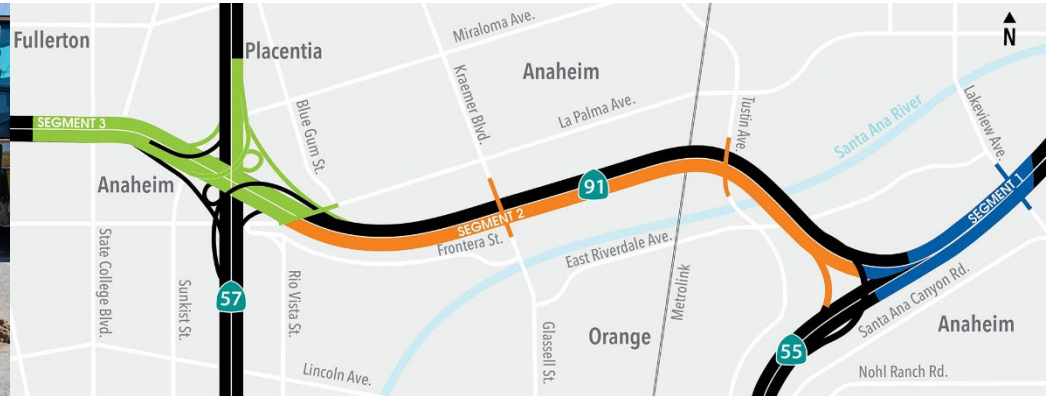 Fullerton
Placentia
Miraloma Ave.
N
Anaheim
Kraemer Blvd.
Blue Gum St.
La Palma Ave.
Tustin Ave.
Santa Ana River
Lakeview Ave.
SEGMENT 3
Anaheim
91
SEGMENT 2
SEGMENT 1
State College Blvd.
Sunkist St.
57
Rio Vista St.
Frontera St.
East Riverdale Ave.
Metrolink
Santa Ana Canyon Rd.
Anaheim
Glassell St.
Orange
55
Lincoln Ave.
Nohl Ranch Rd.